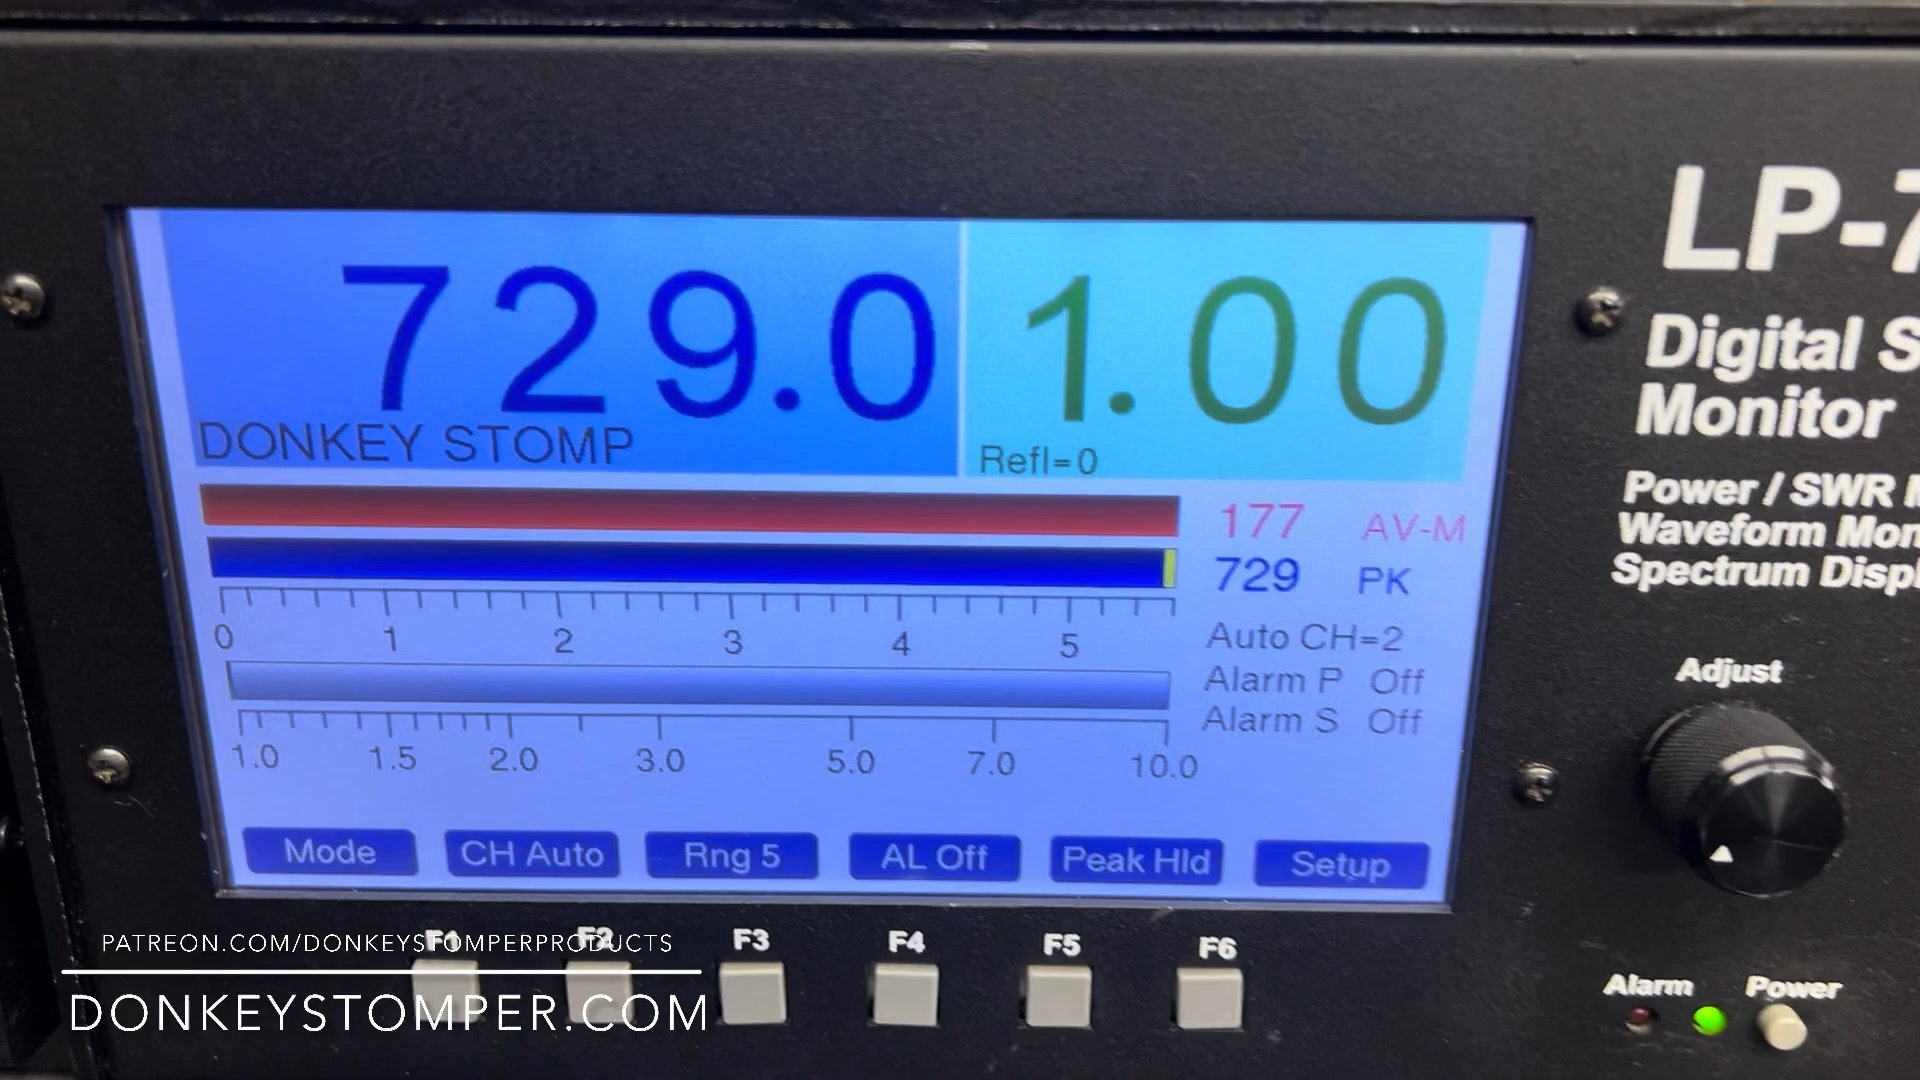 LP-7
Digital S
Monitor
Power / SWR M
Waveform Mon
Spectrum Displ
729.0
DONKEY STOMP
1.00
Refl=0
177 AV-M
729 PK
0 1 2 3 4 5
Auto CH=2
Alarm P Off
Alarm S Off
1.0 1.5 2.0 3.0 5.0 7.0 10.0
Mode CH Auto Rng 5 AL Off Peak Hld Setup
F1 F2 F3 F4 F5 F6
Adjust
Alarm Power
PATREON.COM/DONKEYSTOMPERPRODUCTS
DONKEYSTOMPER.COM